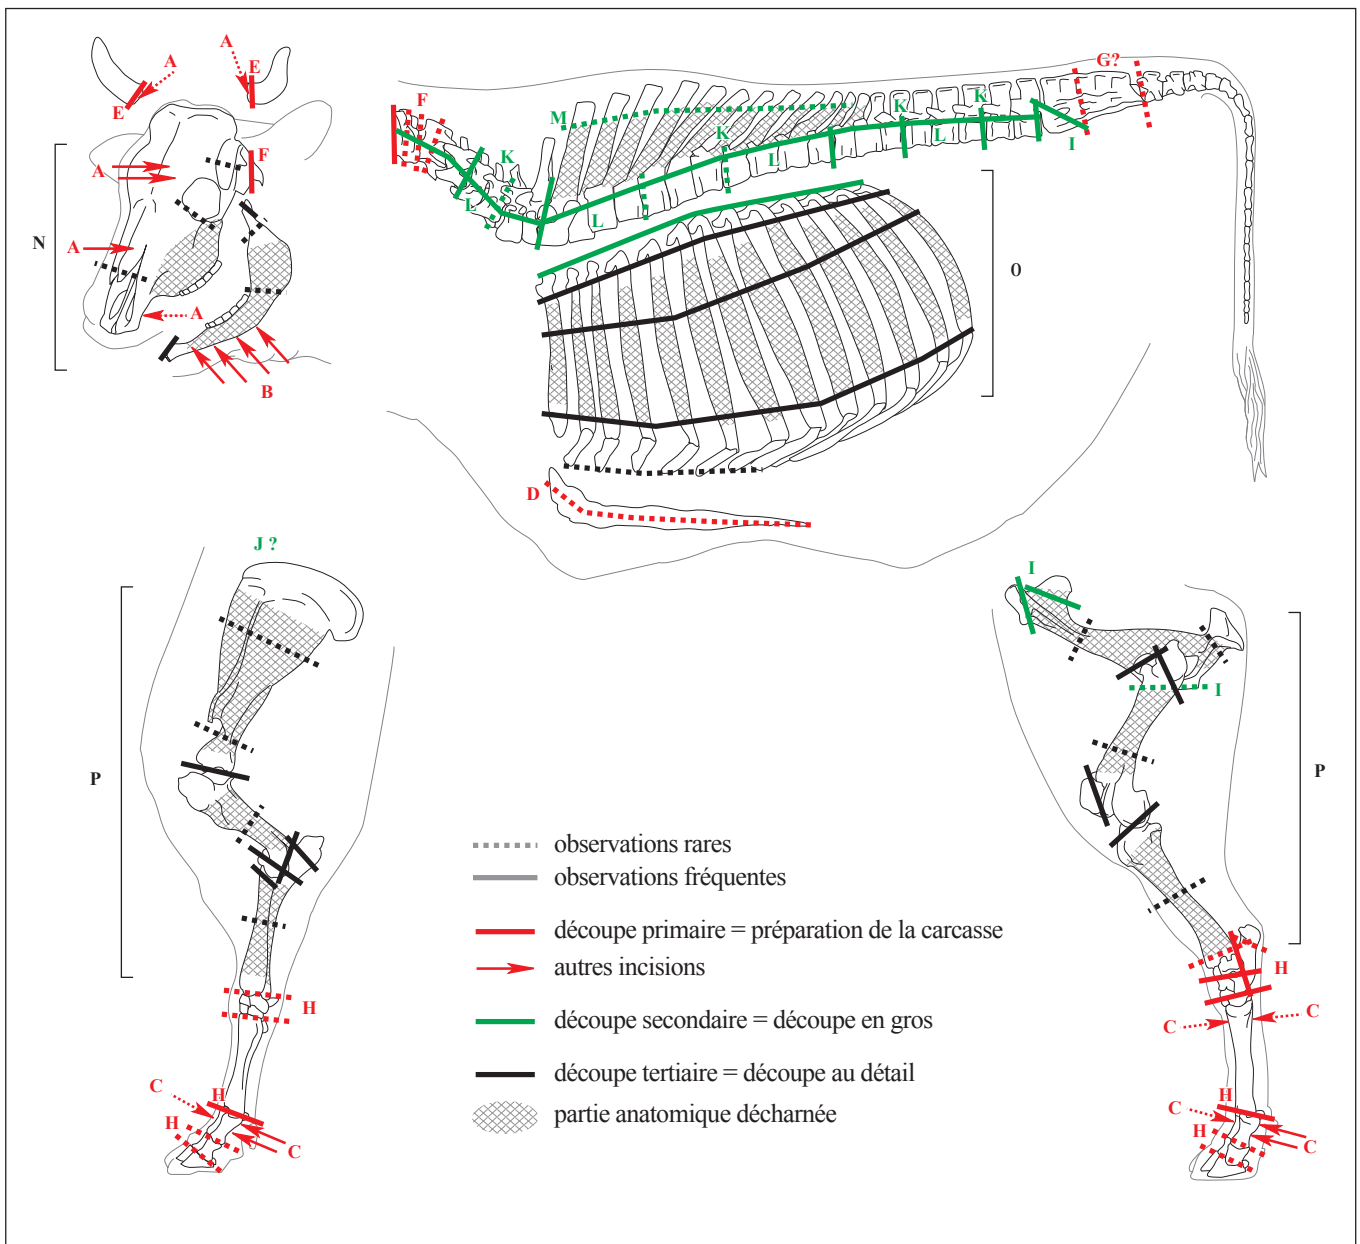 A
A
E
E
A
F
A
A
N
B
F
K
L
M
K
L
K
L
K
L
G?
I
O
D
J ?
P
H
C
H
H
C
I
I
P
H
C
C
H
C
H
C
observations rares
observations fréquentes
découpe primaire = préparation de la carcasse
autres incisions
découpe secondaire = découpe en gros
découpe tertiaire = découpe au détail
partie anatomique décharnée